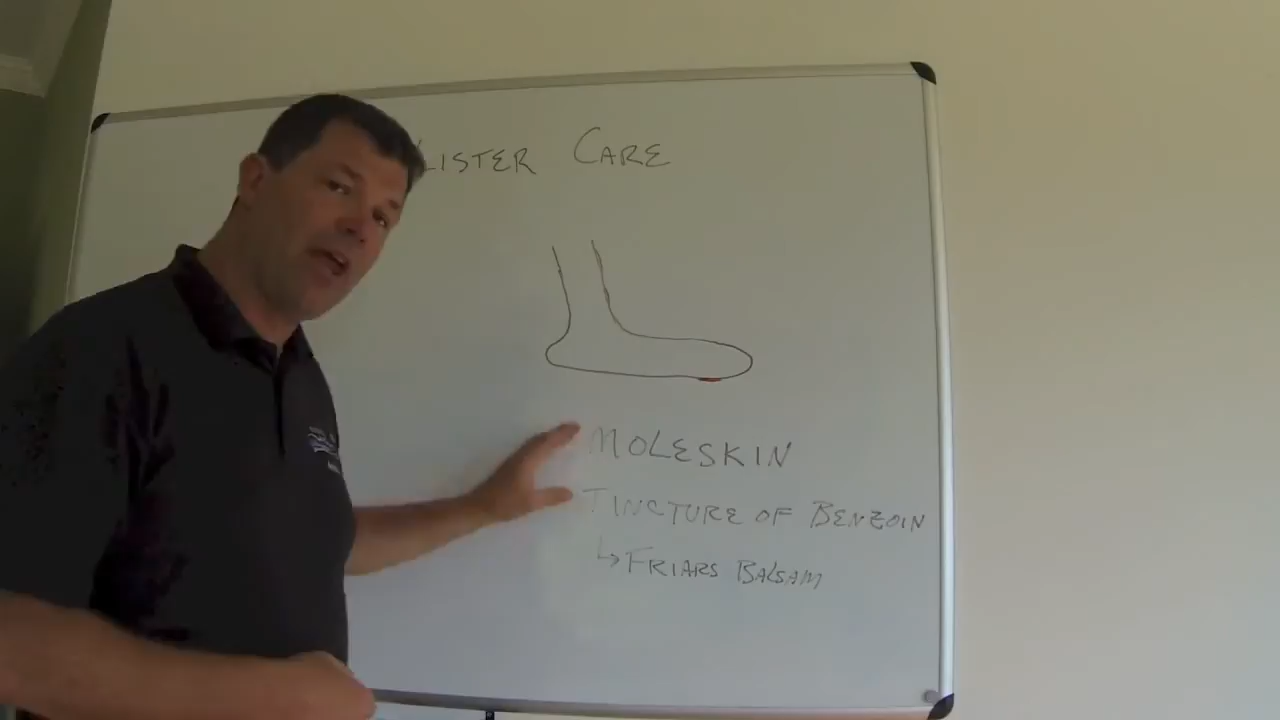 LISTER CARE
MOLESKIN
TINCTURE OF BENZOIN
↳ FRIARS BALSAM